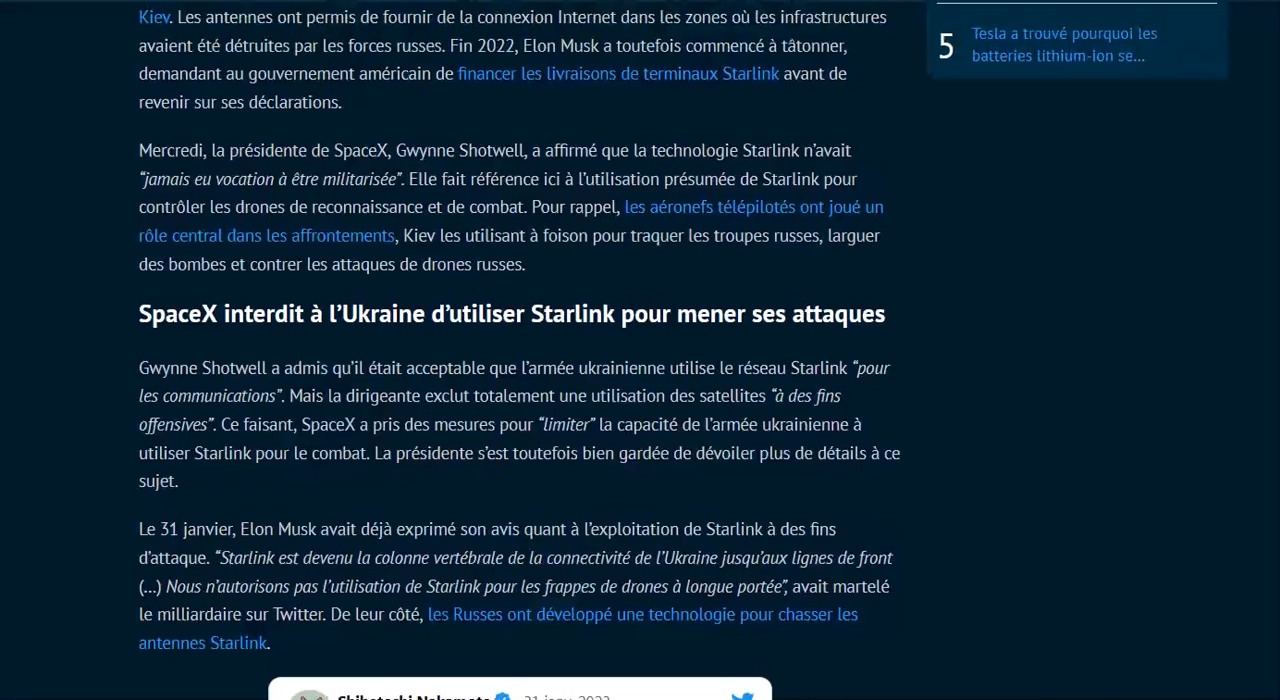 Kiev. Les antennes ont permis de fournir de la connexion Internet dans les zones où les infrastructures
avaient été détruites par les forces russes. Fin 2022, Elon Musk a toutefois commencé à tâtonner,
demandant au gouvernement américain de financer les livraisons de terminaux Starlink avant de
revenir sur ses déclarations.
Mercredi, la présidente de SpaceX, Gwynne Shotwell, a affirmé que la technologie Starlink n’avait
“jamais eu vocation à être militarisée”. Elle fait référence ici à l’utilisation présumée de Starlink pour
contrôler les drones de reconnaissance et de combat. Pour rappel, les aéronefs télépilotés ont joué un
rôle central dans les affrontements, Kiev les utilisant à foison pour traquer les troupes russes, larguer
des bombes et contrer les attaques de drones russes.
SpaceX interdit à l’Ukraine d’utiliser Starlink pour mener ses attaques
Gwynne Shotwell a admis qu’il était acceptable que l’armée ukrainienne utilise le réseau Starlink “pour
les communications”. Mais la dirigeante exclut totalement une utilisation des satellites “à des fins
offensives”. Ce faisant, SpaceX a pris des mesures pour “limiter” la capacité de l’armée ukrainienne à
utiliser Starlink pour le combat. La présidente s’est toutefois bien gardée de dévoiler plus de détails à ce
sujet.
Le 31 janvier, Elon Musk avait déjà exprimé son avis quant à l’exploitation de Starlink à des fins
d’attaque. “Starlink est devenu la colonne vertébrale de la connectivité de l’Ukraine jusqu’aux lignes de front
(…) Nous n’autorisons pas l’utilisation de Starlink pour les frappes de drones à longue portée”, avait martelé
le milliardaire sur Twitter. De leur côté, les Russes ont développé une technologie pour chasser les
antennes Starlink.
Shibetoshi Nakamoto 31 janv. 2023
5
Tesla a trouvé pourquoi les
batteries lithium-ion se...